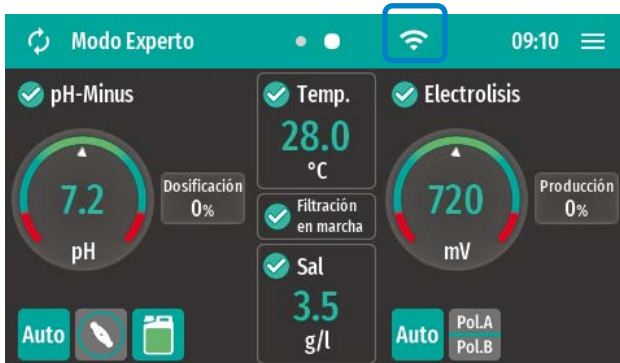 Modo Experto
09:10
pH-Minus
7.2
pH
Dosificación
0%
Auto
Temp.
28.0
°C
Filtración
en marcha
Sal
3.5
g/l
Electrolisis
720
mV
Producción
0%
Auto
Pol.A
Pol.B